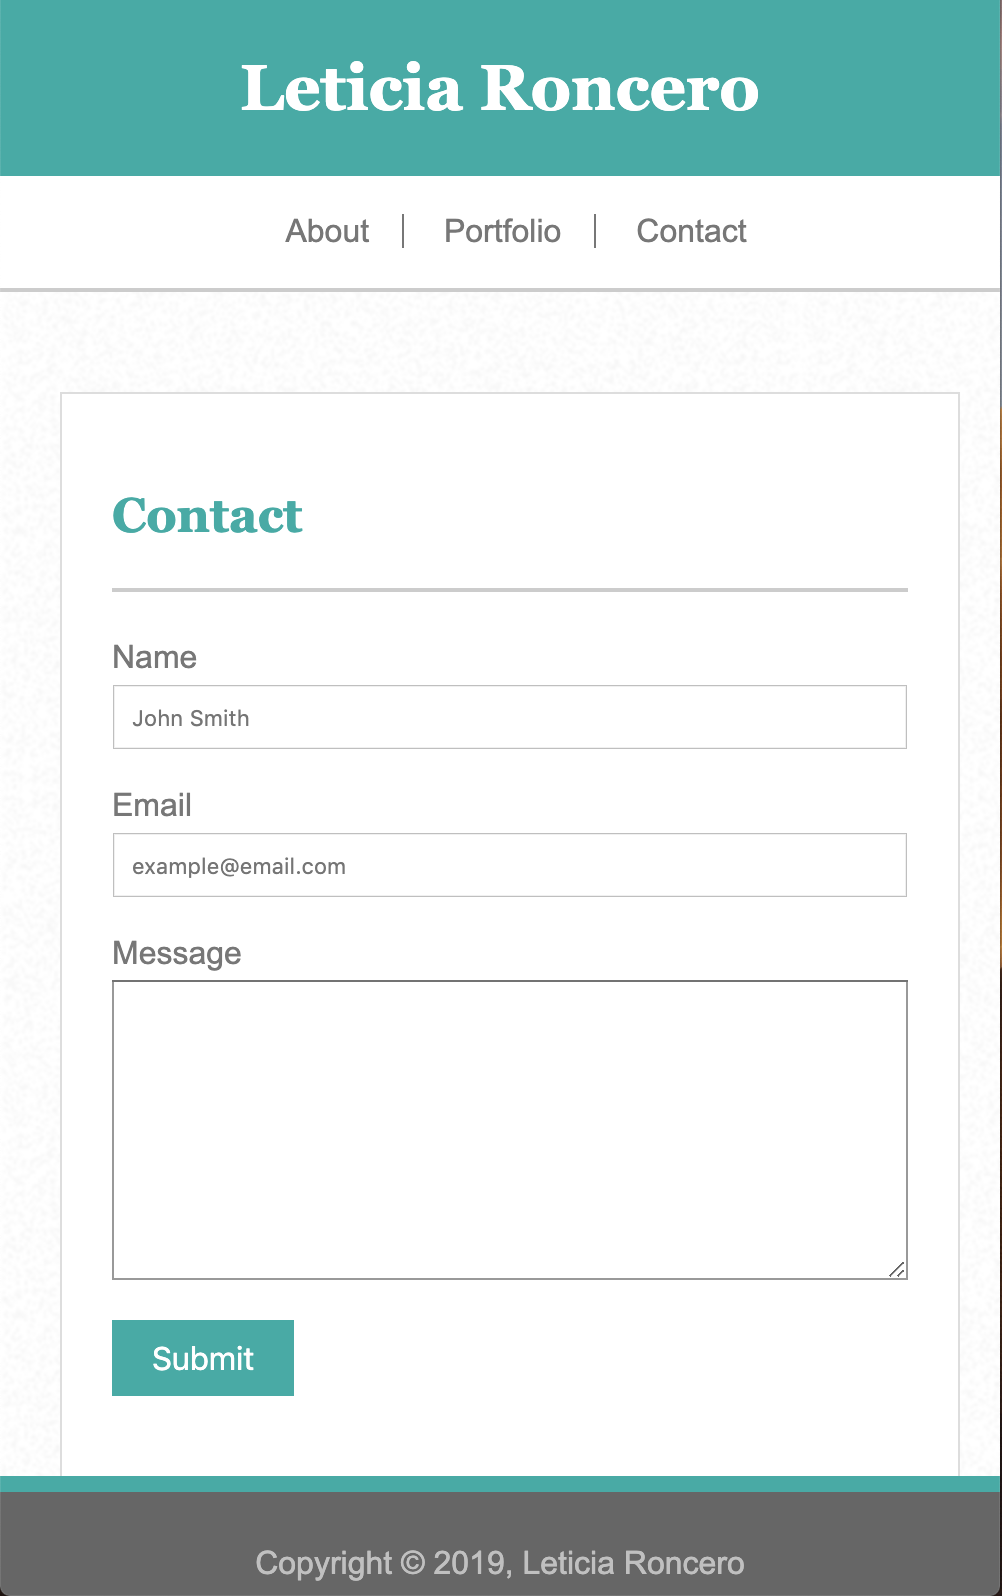 Leticia Roncero
About Portfolio Contact
Contact
Name
John Smith
Email
example@email.com
Message
Submit
Copyright © 2019, Leticia Roncero